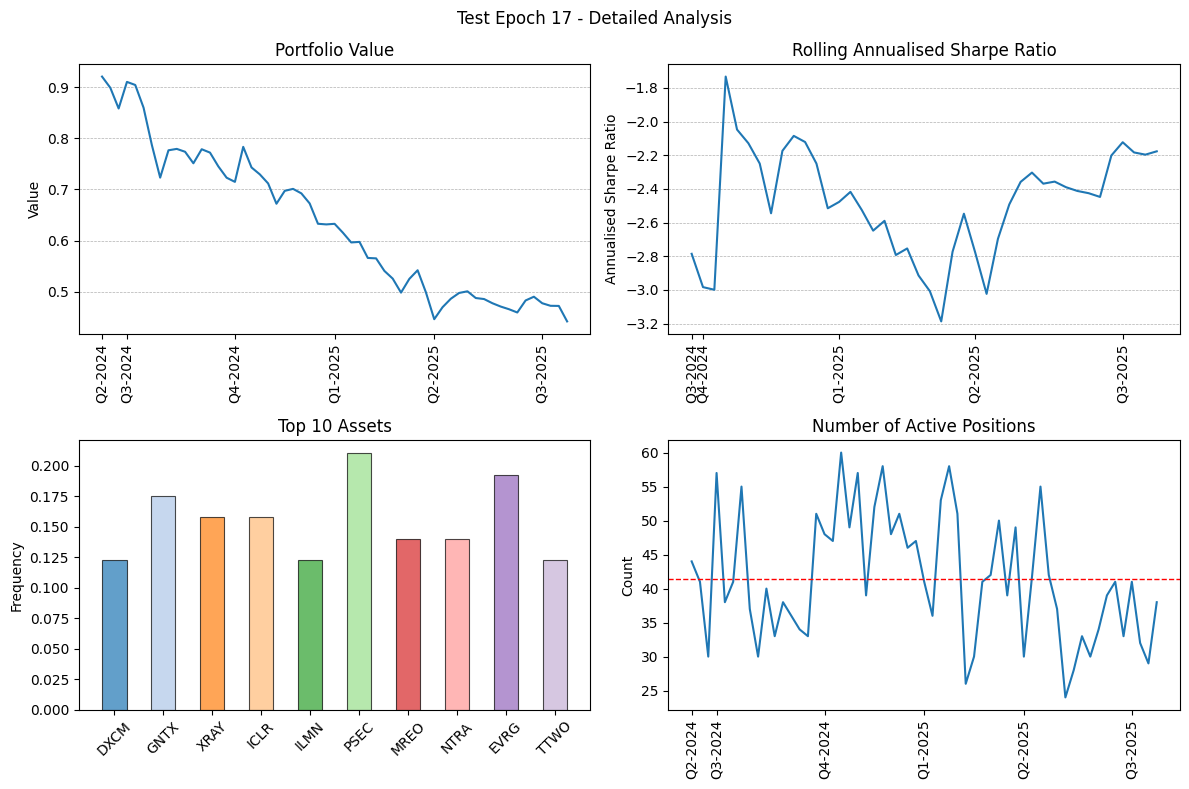 Test Epoch 17 - Detailed Analysis
Portfolio Value
Value
0.9
0.8
0.7
0.6
0.5
Q2-2024
Q3-2024
Q4-2024
Q1-2025
Q2-2025
Q3-2025
Rolling Annualised Sharpe Ratio
Annualised Sharpe Ratio
−1.8
−2.0
−2.2
−2.4
−2.6
−2.8
−3.0
−3.2
Q3-2024
Q4-2024
Q1-2025
Q2-2025
Q3-2025
Top 10 Assets
Frequency
0.200
0.175
0.150
0.125
0.100
0.075
0.050
0.025
0.000
DXCM
GNTX
XRAY
ICLR
ILMN
PSEC
MREO
NTRA
EVRG
TTWO
Number of Active Positions
Count
60
55
50
45
40
35
30
25
Q2-2024
Q3-2024
Q4-2024
Q1-2025
Q2-2025
Q3-2025